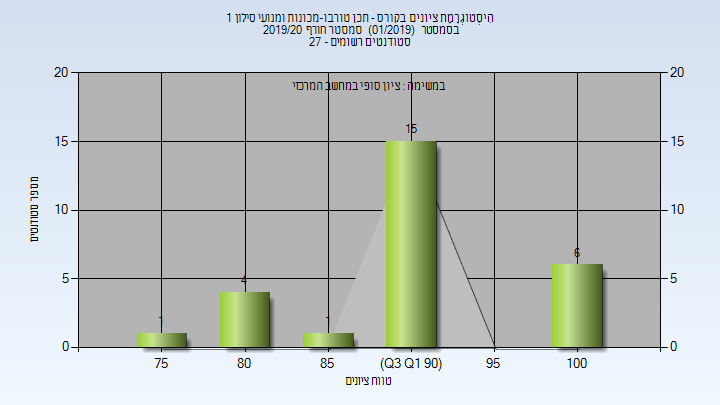 הִיסְטוֹגְרָמַת ציונים בקורס - תכן טורבו-מכונות ומנועי סילון 1
בסמסטר (01/2019) סמסטר חורף 2019/20
סטודנטים רשומים - 27
במשימה : ציון סופי במחשב המרכזי
20 20
15 15
10 10
5 5
0 0
מספר סטודנטים
1 4 1 15 6
75 80 85 (Q3 Q1 90) 95 100
טווח ציונים